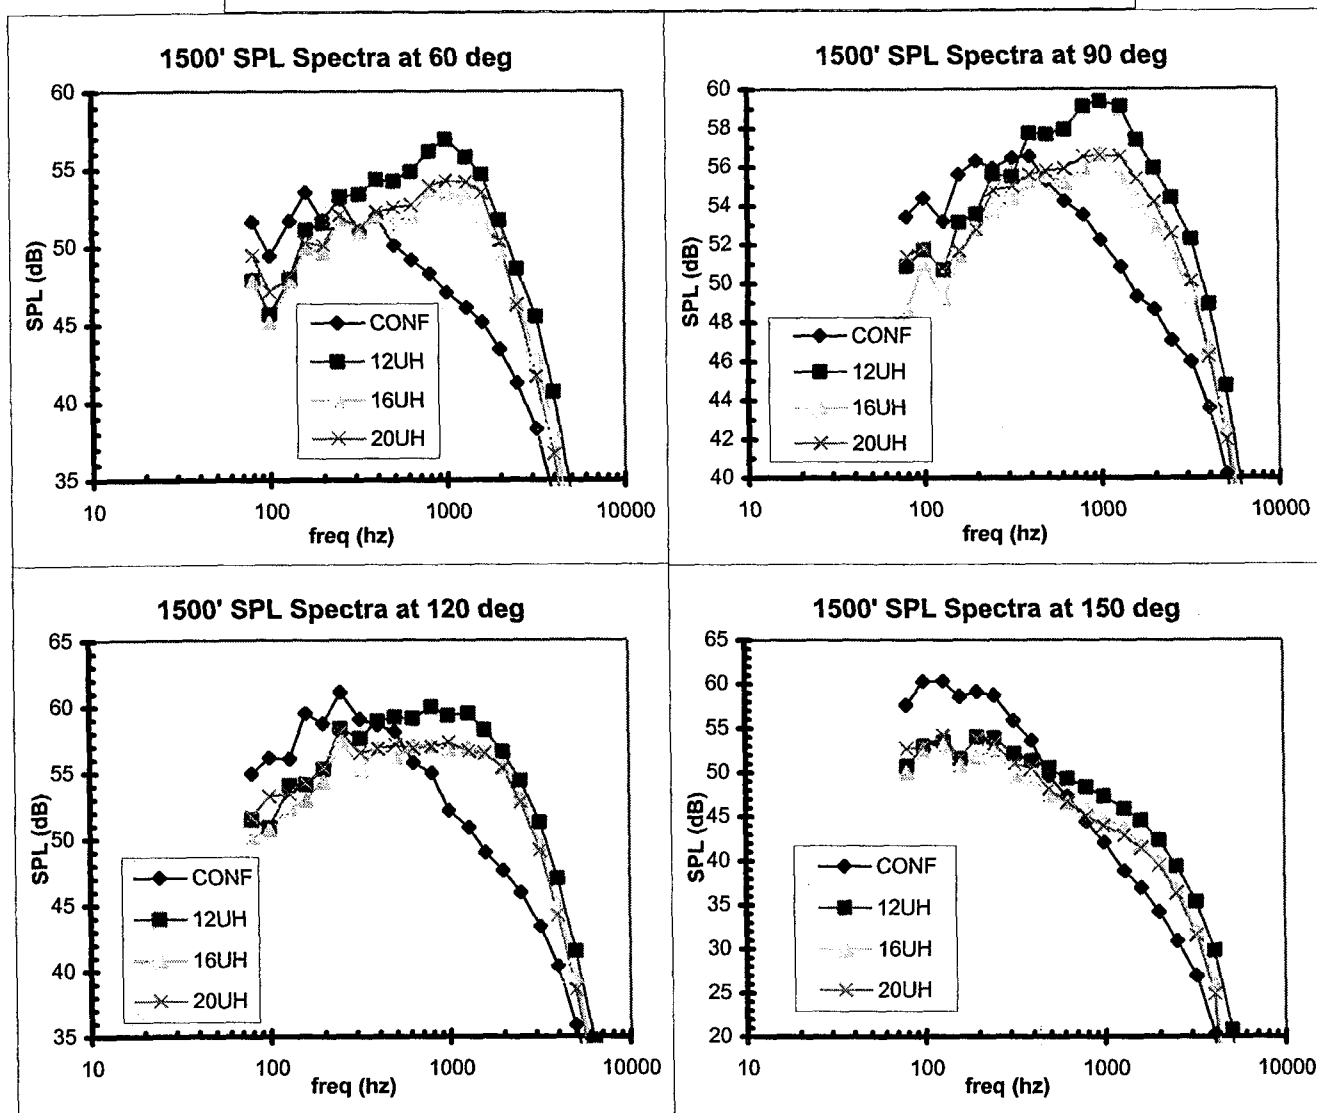 1500' SPL Spectra at 60 deg
60
55
50
45
40
35
SPL (dB)
10
100
1000
10000
freq (hz)
CONF
12UH
16UH
20UH
1500' SPL Spectra at 90 deg
60
58
56
54
52
50
48
46
44
42
40
SPL (dB)
10
100
1000
10000
freq (hz)
CONF
12UH
16UH
20UH
1500' SPL Spectra at 120 deg
65
60
55
50
45
40
35
SPL (dB)
10
100
1000
10000
freq (hz)
CONF
12UH
16UH
20UH
1500' SPL Spectra at 150 deg
65
60
55
50
45
40
35
30
25
20
SPL (dB)
10
100
1000
10000
freq (hz)
CONF
12UH
16UH
20UH